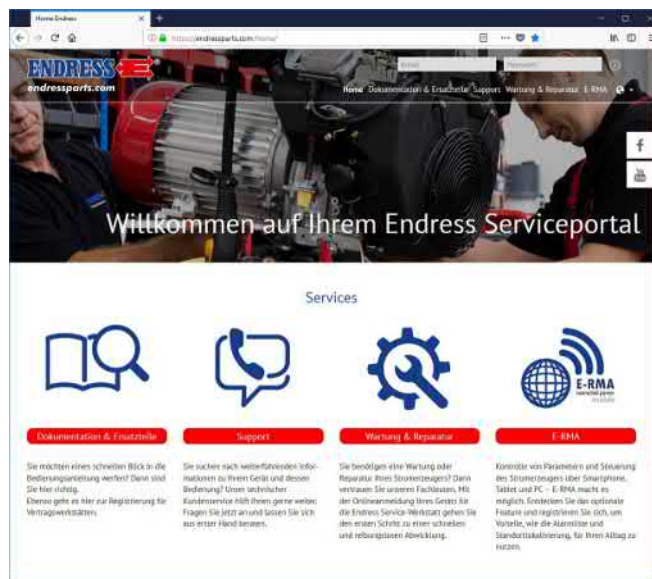 Home Endress
https://endressparts.com/Home/
ENDRESS
endressparts.com
Home Dokumentation & Ersatzteile Support Wartung & Reparatur E-RMA
Willkommen auf Ihrem Endress Serviceportal
Services
E-RMA
mobile
Dokumentation & Ersatzteile
Support
Wartung & Reparatur
E-RMA
Sie möchten einen schnellen Blick in die
Bedienungsanleitung werfen? Dann sind
Sie hier richtig.
Ebenso geht es hier zur Registrierung für
Vertragswerkstätten.
Sie suchen nach weiterführenden Infor-
mationen zu Ihrem Gerät und dessen
Bedienung? Unser technischer
Kundenservice hilft Ihnen gerne weiter.
Fragen Sie jetzt an und lassen Sie sich
aus erster Hand beraten.
Sie benötigen eine Wartung oder
Reparatur Ihres Stromerzeugers? Dann
vertrauen Sie unseren Fachleuten. Mit
der Onlineanmeldung Ihres Geräts für
die Endress Service-Werkstatt gehen Sie
den ersten Schritt zu einer schnellen
und reibungslosen Abwicklung.
Kontrolle von Parametern und Steuerung
des Stromerzeugers über Smartphone,
Tablet und PC – E-RMA macht es
möglich. Entdecken Sie das optionale
Feature und registrieren Sie sich, um
Vorteile, wie die Alarmliste und
Standortlokalisierung, für Ihren Alltag zu
nutzen.